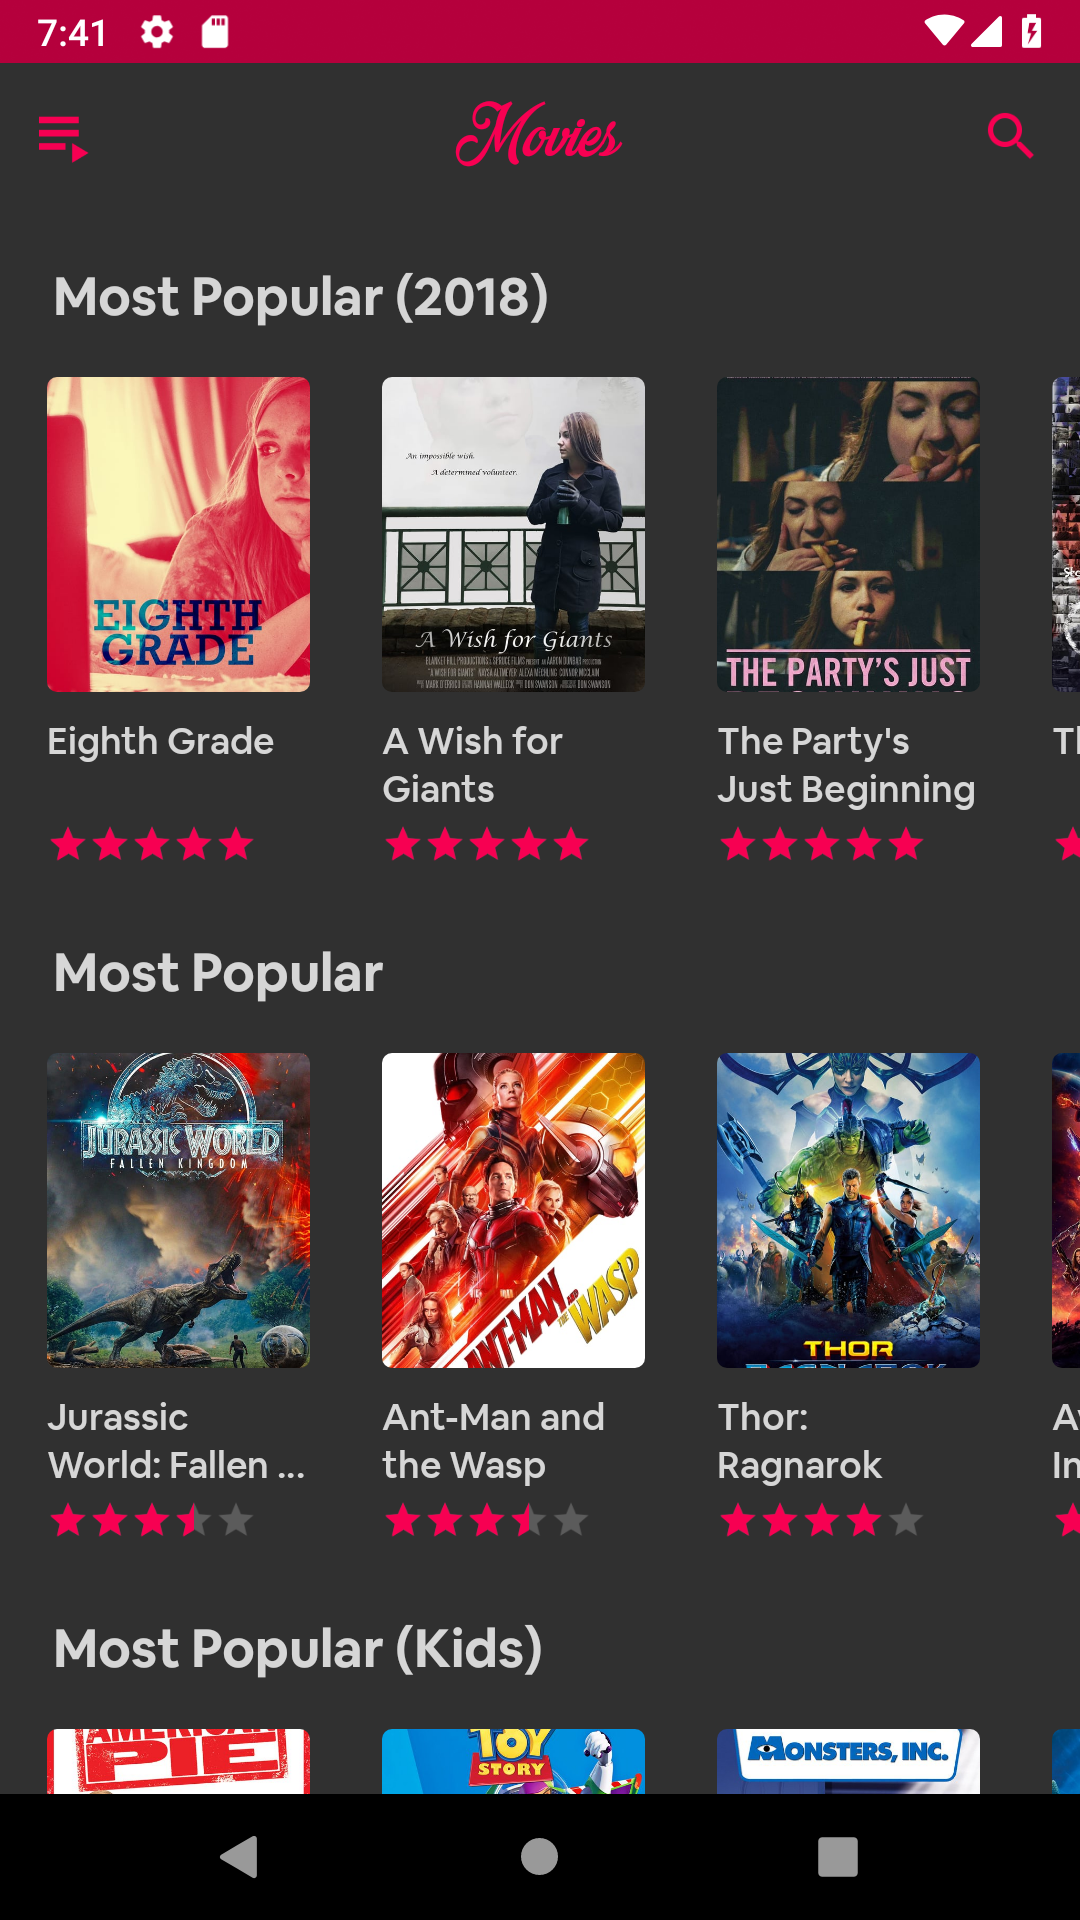 7:41
Movies
Most Popular (2018)
EIGHTH
GRADE
An impossible wish.
A determined volunteer.
A Wish for Giants
THE PARTY'S JUST
Eighth Grade
A Wish for
Giants
The Party's
Just Beginning
Most Popular
JURASSIC WORLD
FALLEN KINGDOM
ANT-MAN
AND
THE WASP
THOR
Jurassic
World: Fallen ...
Ant-Man and
the Wasp
Thor:
Ragnarok
Most Popular (Kids)
AMERICAN
PIE
TOY
STORY
MONSTERS, INC.